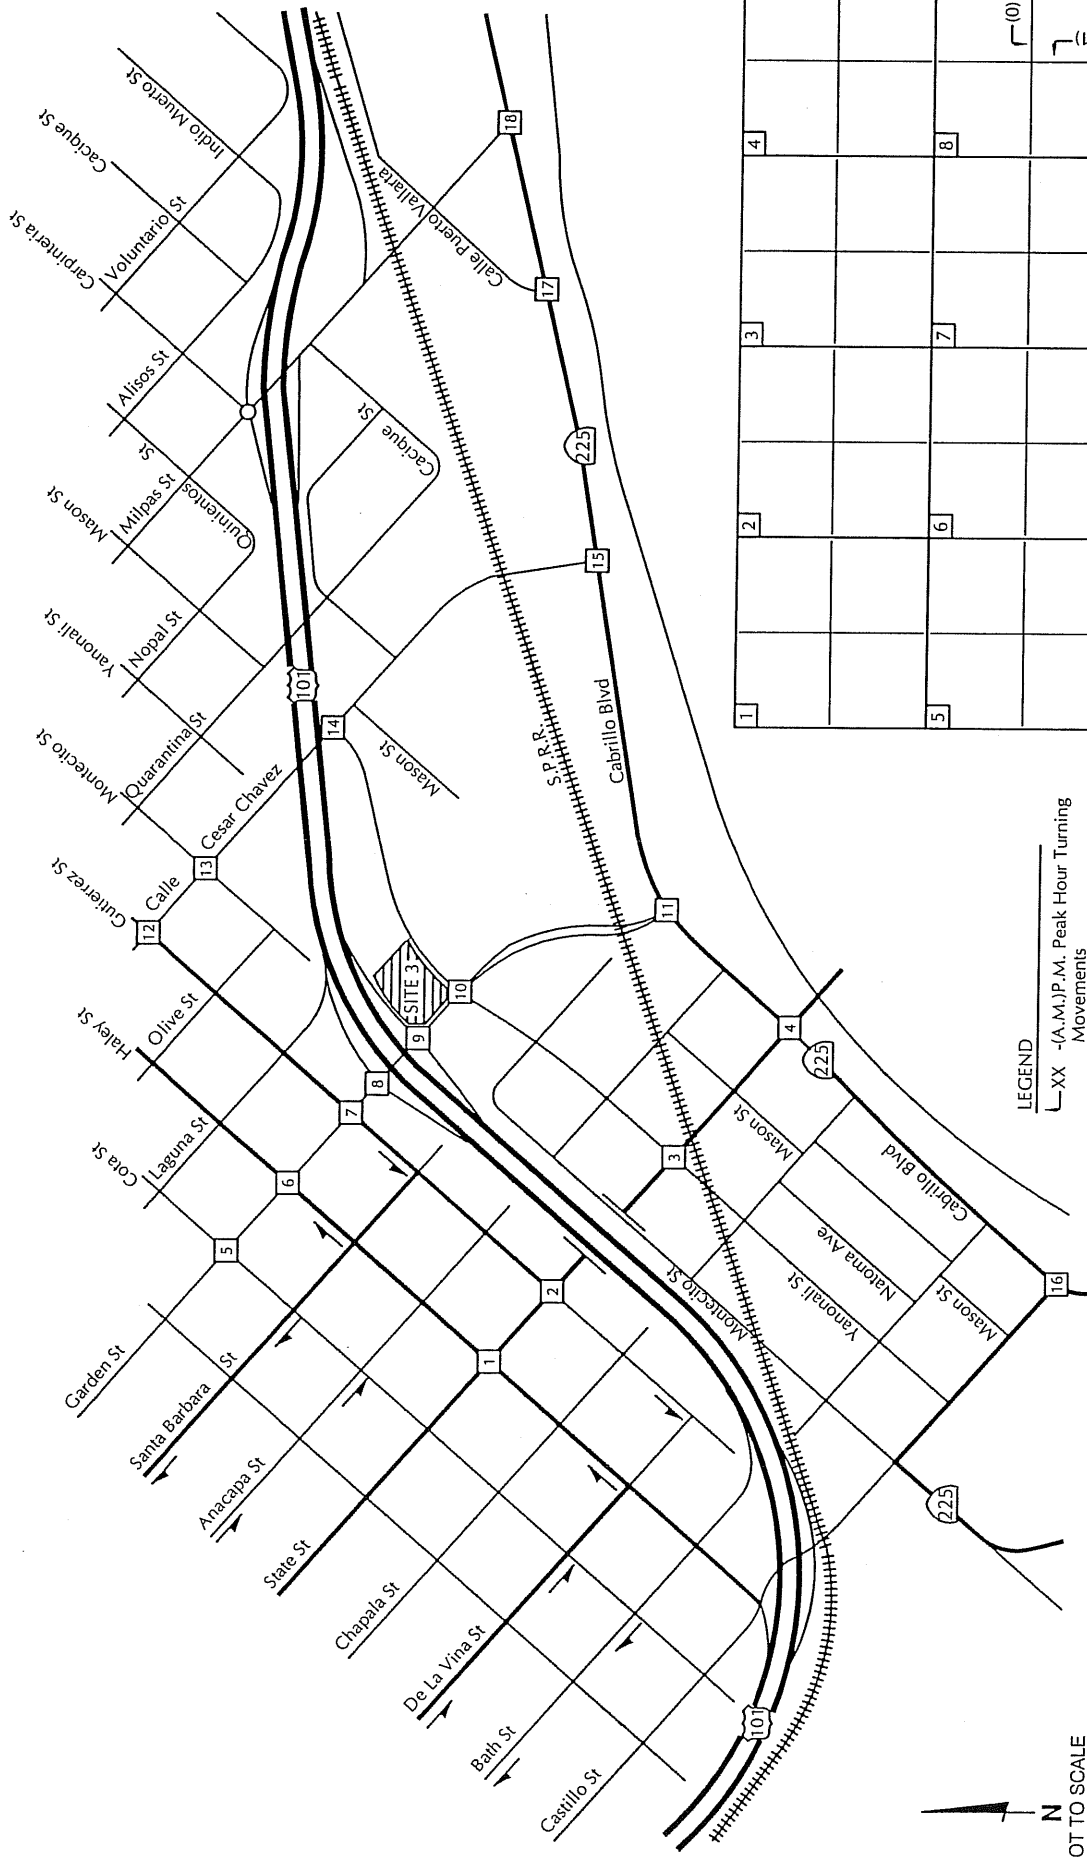 Indio Muerto St
Cacique St
Carpinteria St
Voluntario St
Alisos St
Quinientos St
Milpas St
Mason St
Nopal St
Yanonali St
Quarantina St
Montecito St
Calle Cesar Chavez
Gutierrez St
Olive St
Haley St
Laguna St
Cota St
Garden St
Santa Barbara St
Anacapa St
State St
Chapala St
De La Vina St
Bath St
Castillo St
101
101
Calle Puerto Vallarta
Cacique St
Mason St
S.P.R.R.
Cabrillo Blvd
225
SITE 3
Mason St
225
Cabrillo Blvd
Natoma Ave
Yanonali St
Mason St
Montecito St
225
1
2
3
4
5
6
7
8
9
10
11
12
13
14
15
16
17
18
1
2
3
4
5
6
7
8
(0)
LEGEND
XX -(A.M.)P.M. Peak Hour Turning
Movements
N
OT TO SCALE